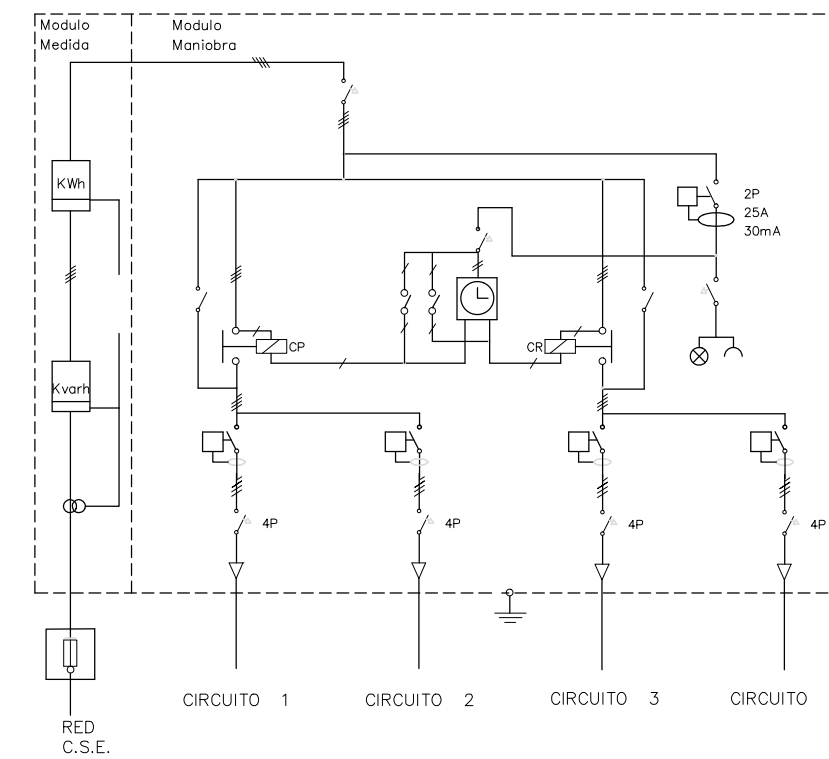 Modulo
Medida
Modulo
Maniobra
KWh
2P
25A
30mA
CP
CR
Kvarh
4P
4P
4P
4P
CIRCUITO 1
CIRCUITO 2
CIRCUITO 3
CIRCUITO
RED
C.S.E.